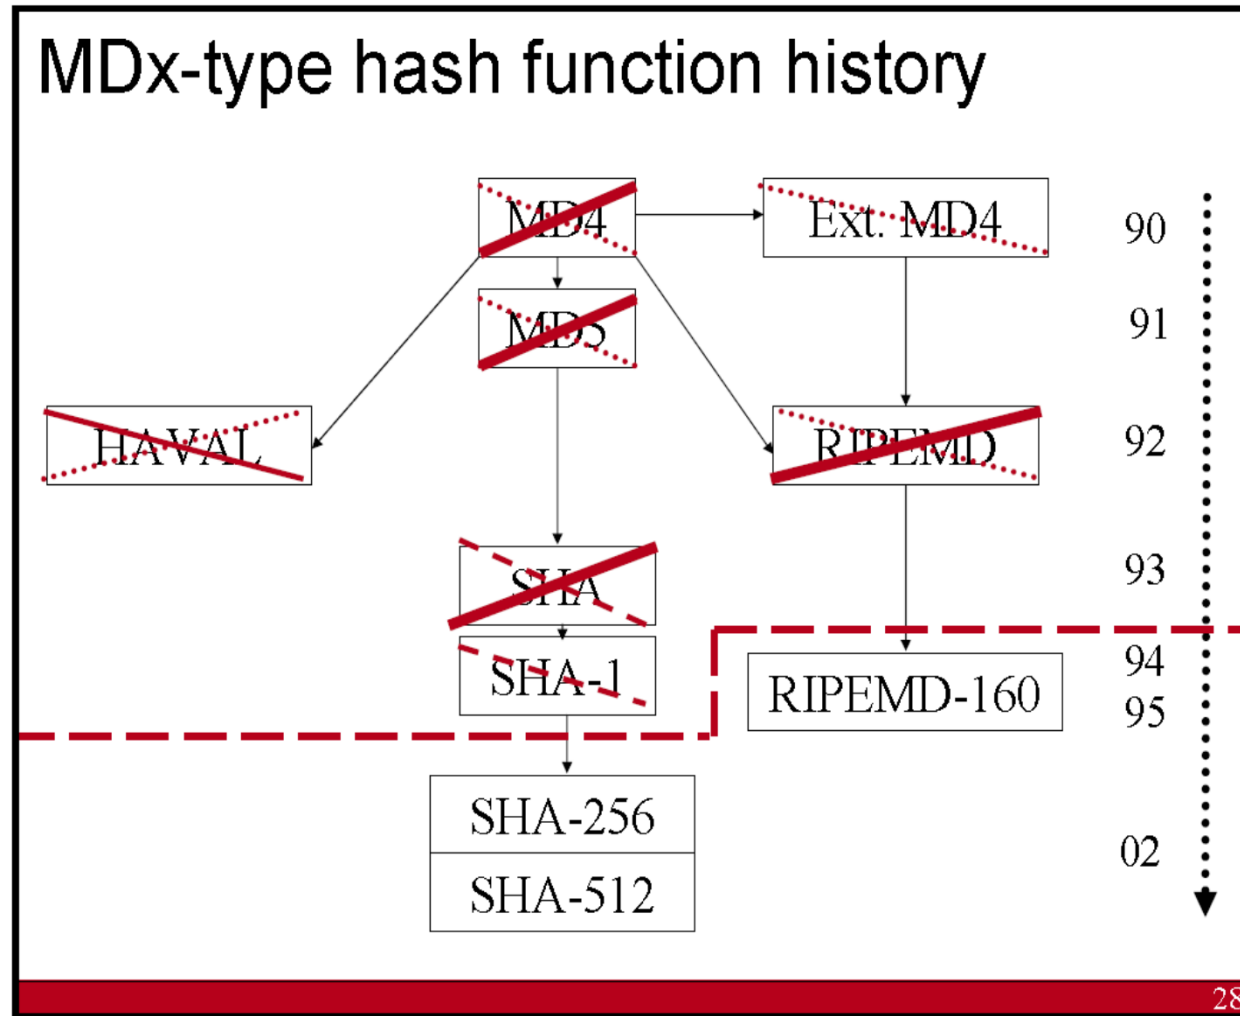 MDx-type hash function history
MD4
Ext. MD4
90
MD5
91
HAVAL
RIPEMD
92
SHA
93
SHA-1
RIPEMD-160
94
95
SHA-256
SHA-512
02
28